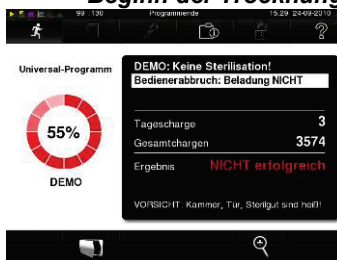 Beginn der Trocknung
99 .130 Programmende 15.29 24-09-2010
Universal-Programm
DEMO: Keine Sterilisation!
Bedienerabbruch: Beladung NICHT
55%
DEMO
Tagescharge 3
Gesamtchargen 3574
Ergebnis NICHT erfolgreich
VORSICHT: Kammer, Tür, Sterilgut sind heiß!